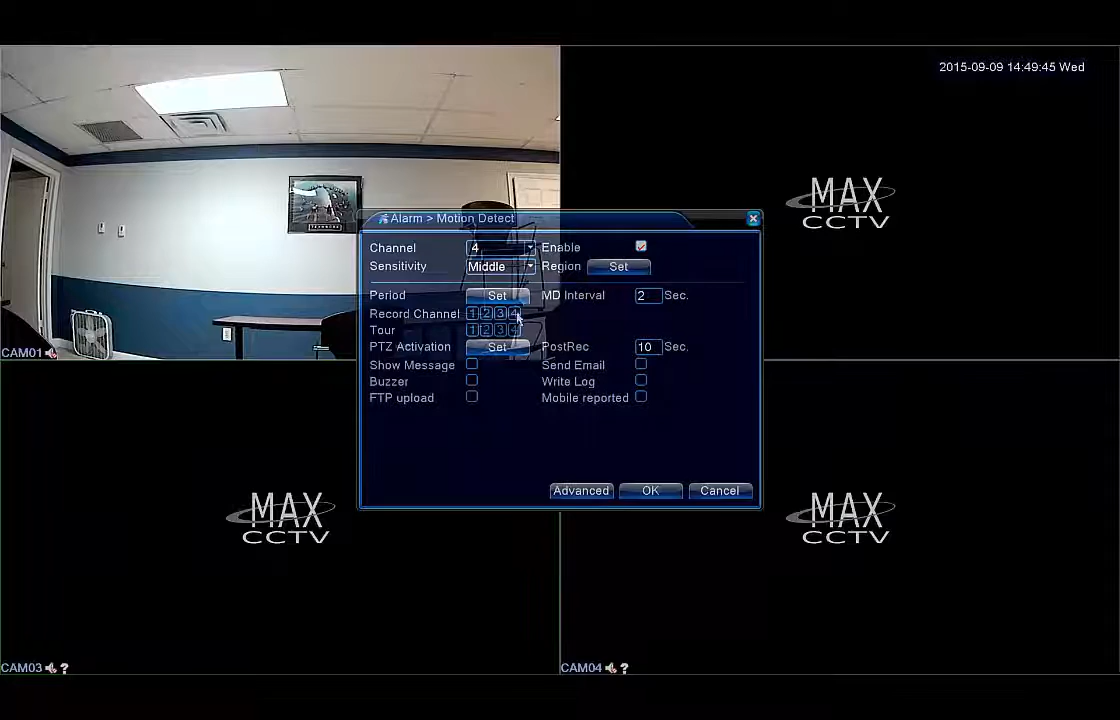 2015-09-09 14:49:45 Wed
MAX
CCTV
Alarm > Motion Detect
Channel 4 Enable
Sensitivity Middle Region Set
Period Set MD Interval 2 Sec.
Record Channel 1 2 3 4
Tour 1 2 3 4
PTZ Activation Set PostRec 10 Sec.
Show Message Send Email
Buzzer Write Log
FTP upload Mobile reported
Advanced OK Cancel
CAM01
MAX
CCTV
MAX
CCTV
CAM03 ?
CAM04 ?